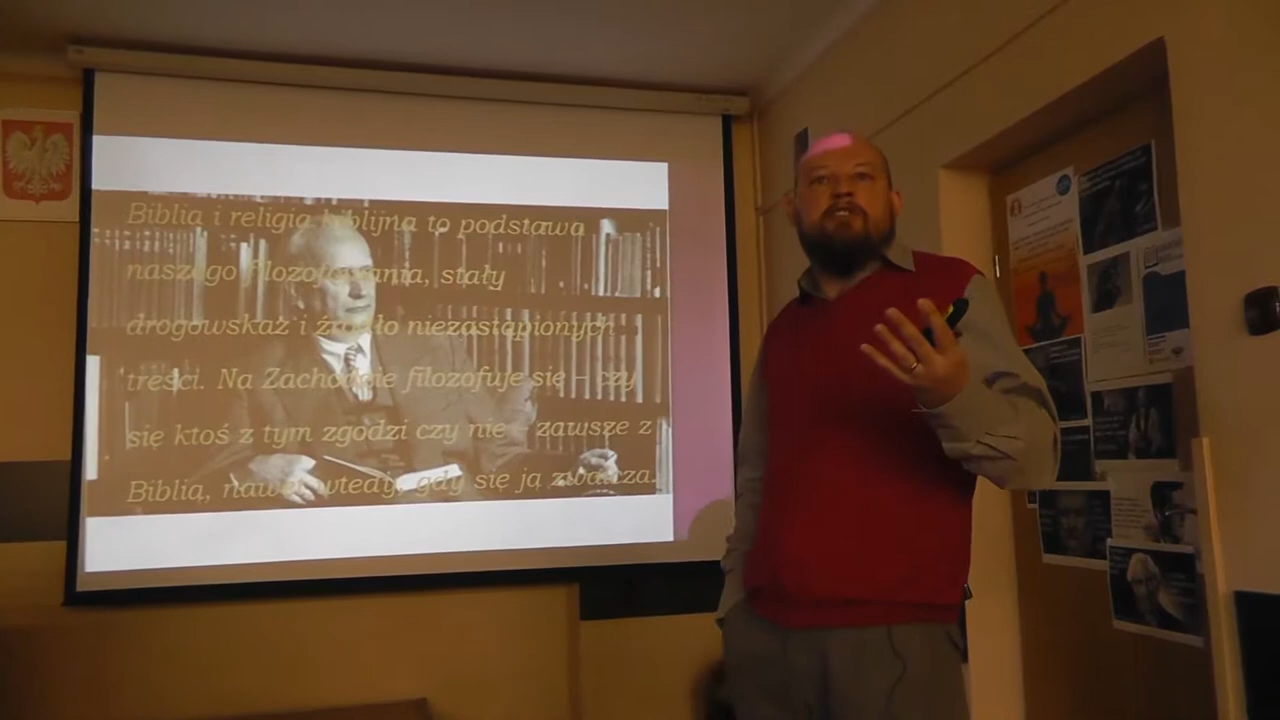 Biblia i religia biblijna to podstawa
naszego filozofowania, stały
drogowskaz i źródło niezastąpionych
treści. Na Zachodzie filozofuje się – czy
się ktoś z tym zgodzi czy nie – zawsze z
Biblią, nawet wtedy, gdy się ją zwalcza.